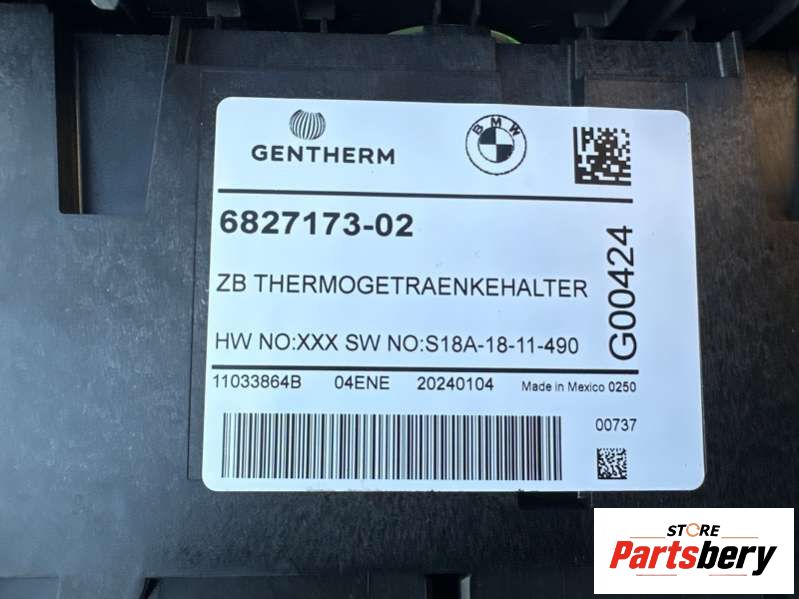 GENTHERM
BMW
6827173-02
ZB THERMOGETRAENKEHALTER
HW NO:XXX SW NO:S18A-18-11-490
G00424
11033864B 04ENE 20240104 Made in Mexico 0250
00737
STORE
Partsbery